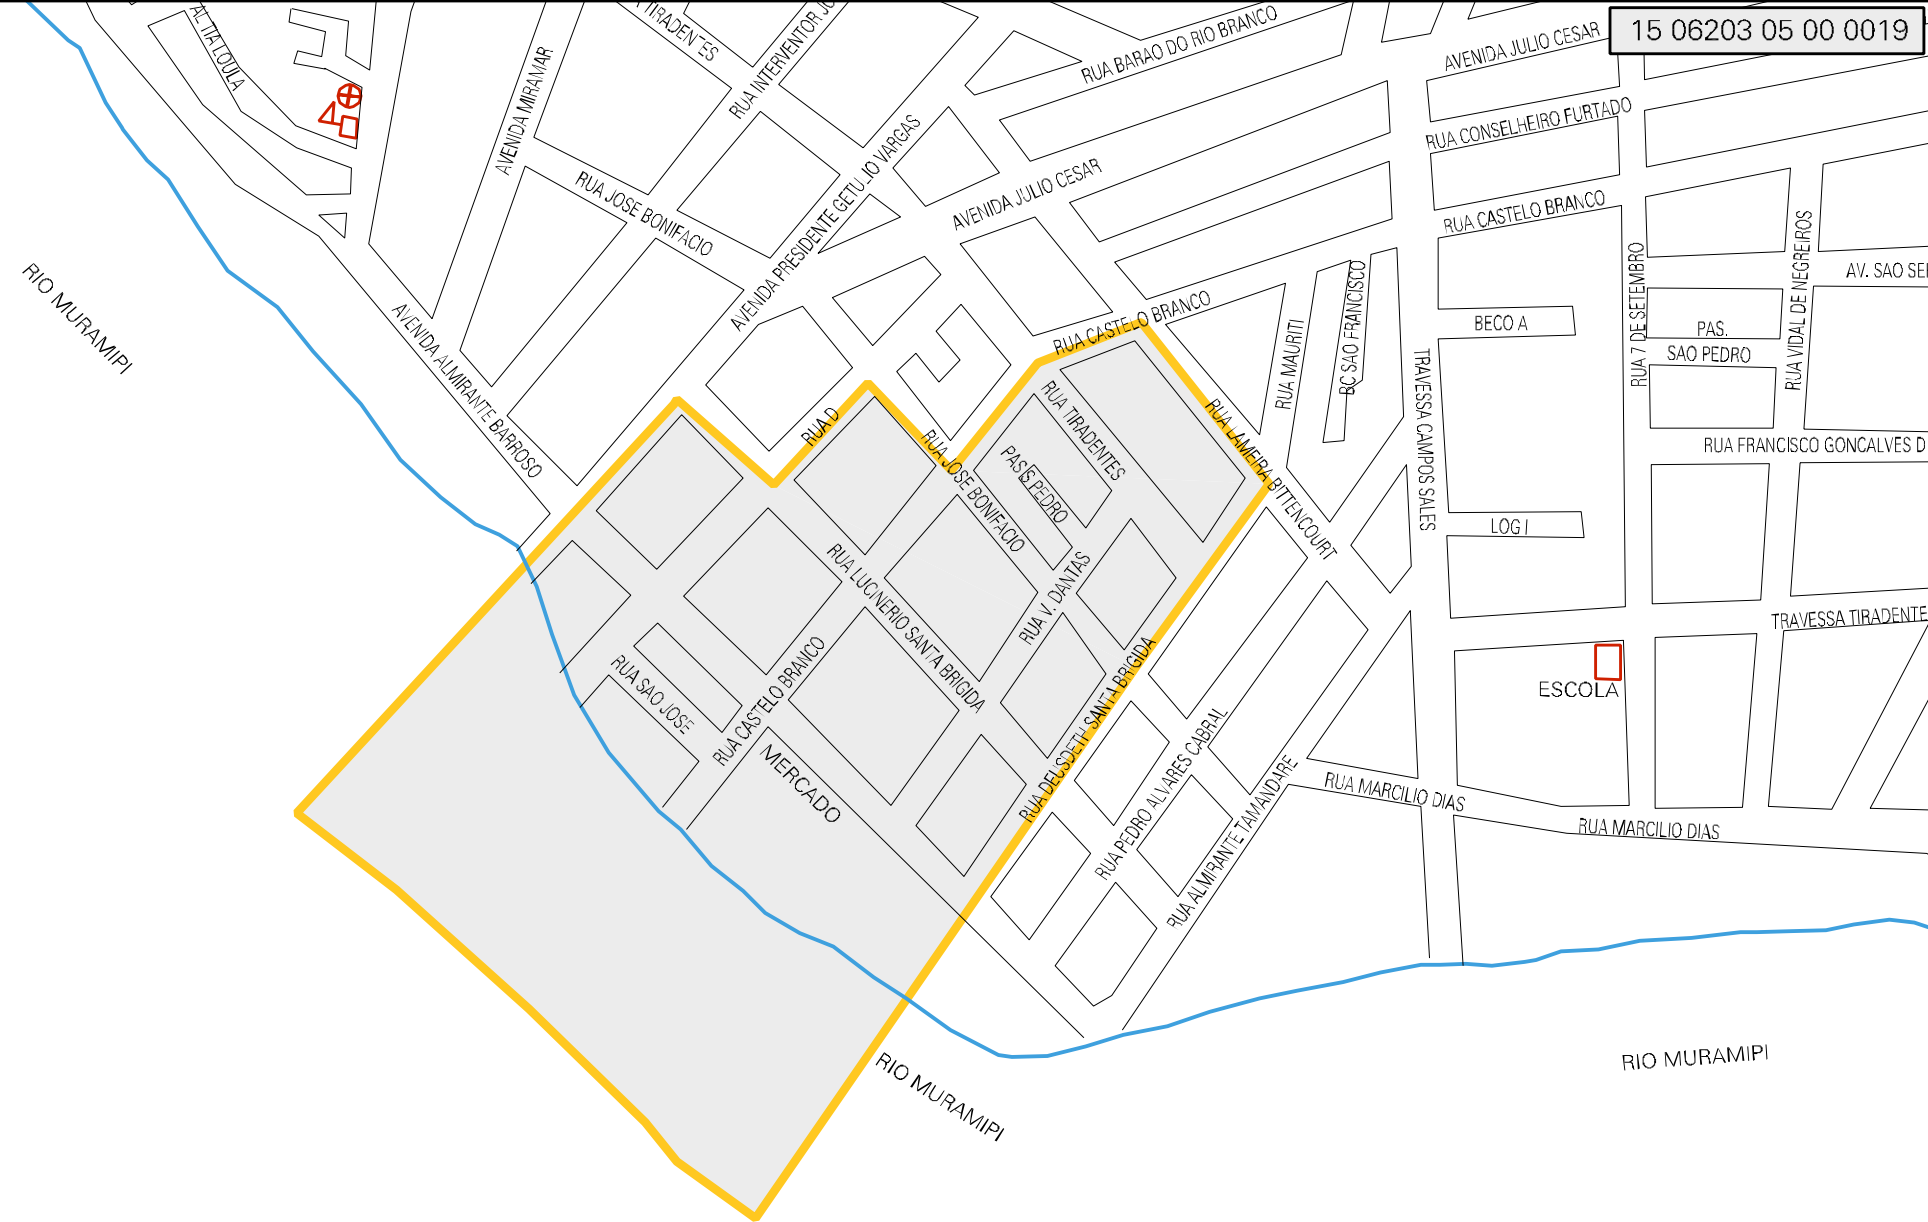 15 06203 05 00 0019
AL TIA LOULA
TIRADENTES
RUA INTERVENTOR
AVENIDA MIRAMAR
RUA BARAO DO RIO BRANCO
AVENIDA JULIO CESAR
RUA CONSELHEIRO FURTADO
RUA JOSE BONIFACIO
AVENIDA PRESIDENTE GETULIO VARGAS
AVENIDA JULIO CESAR
RUA CASTELO BRANCO
RIO MURAMIPI
AVENIDA ALMIRANTE BARROSO
RUA CASTELO BRANCO
RUA MAURITI
BC SAO FRANCISCO
BECO A
RUA 7 DE SETEMBRO
RUA VIDAL DE NEGREIROS
AV. SAO SE
PAS.
SAO PEDRO
TRAVESSA CAMPOS SALES
RUA D
RUA TIRADENTES
RUA LAMEIRA BITTENCOURT
RUA JOSE BONIFACIO
PAS S PEDRO
RUA FRANCISCO GONCALVES D
LOG I
RUA LUCINERIO SANTA BRIGIDA
RUA V. DANTAS
TRAVESSA TIRADENTE
RUA SAO JOSE
RUA CASTELO BRANCO
MERCADO
RUA DEUSDETH SANTA BRIGIDA
RUA PEDRO ALVARES CABRAL
RUA ALMIRANTE TAMANDARE
ESCOLA
RUA MARCILIO DIAS
RUA MARCILIO DIAS
RIO MURAMIPI
RIO MURAMIPI